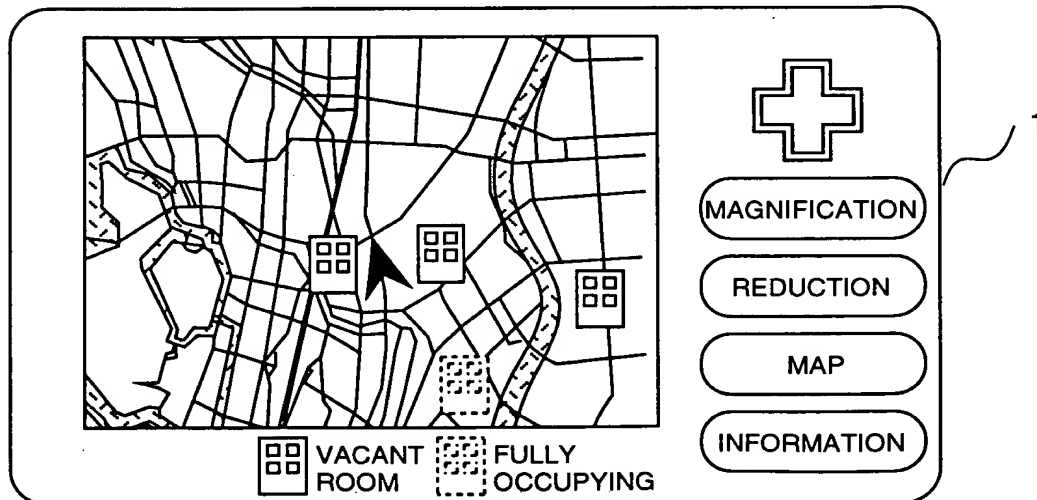 MAGNIFICATION
REDUCTION
MAP
INFORMATION
VACANT
ROOM
FULLY
OCCUPYING